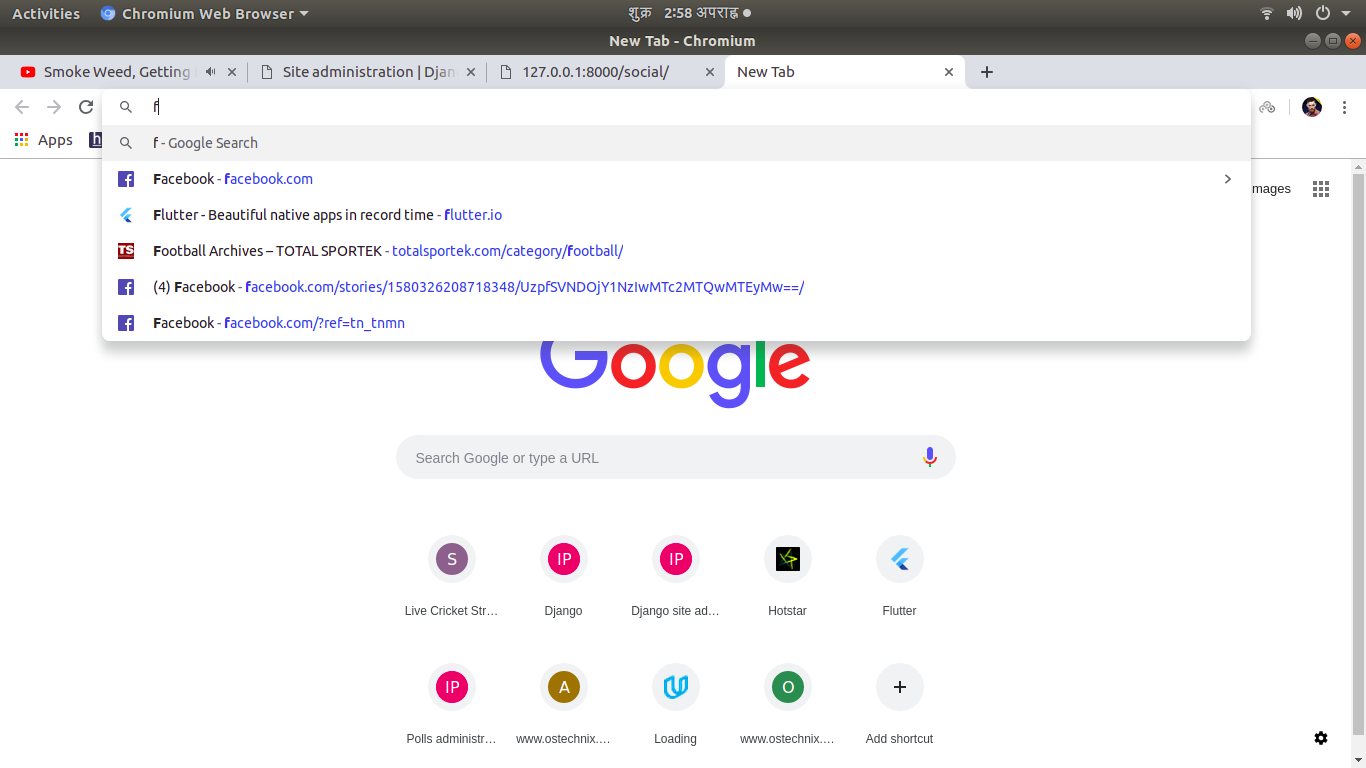 Activities Chromium Web Browser शुक्र 2:58 अपराह्न
New Tab - Chromium
Smoke Weed, Getting Site administration | Djan 127.0.0.1:8000/social/ New Tab
f
Apps h
f - Google Search
Facebook - facebook.com
mages
Flutter - Beautiful native apps in record time - flutter.io
TS Football Archives – TOTAL SPORTEK - totalsportek.com/category/football/
(4) Facebook - facebook.com/stories/1580326208718348/UzpfSVNDOjY1NzIwMTc2MTQwMTEyMw==/
Facebook - facebook.com/?ref=tn_tnmn
Google
Search Google or type a URL
S IP IP
Live Cricket Str… Django Django site ad… Hotstar Flutter
IP A O
Polls administr… www.ostechnix.… Loading www.ostechnix.… Add shortcut